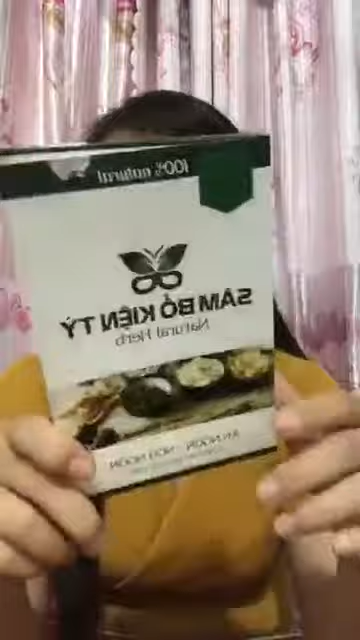 100% natural
SÂM BỔ KIỆN TỲ
Natural Herb
ĂN NGON - NGỦ NGON